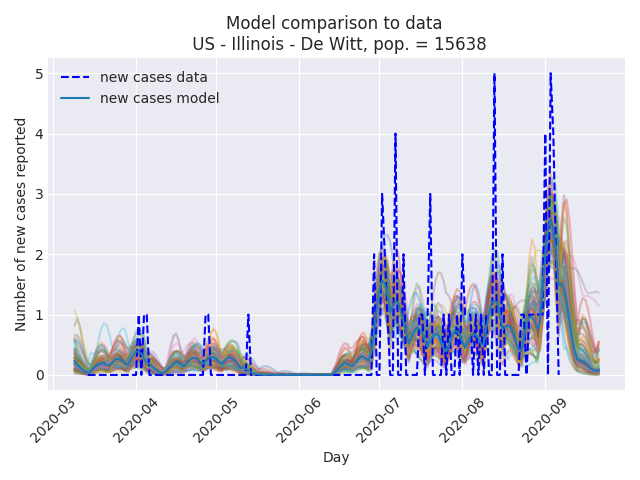 Model comparison to data
US - Illinois - De Witt, pop. = 15638
new cases data
new cases model
Number of new cases reported
5
4
3
2
1
0
2020-03
2020-04
2020-05
2020-06
2020-07
2020-08
2020-09
Day